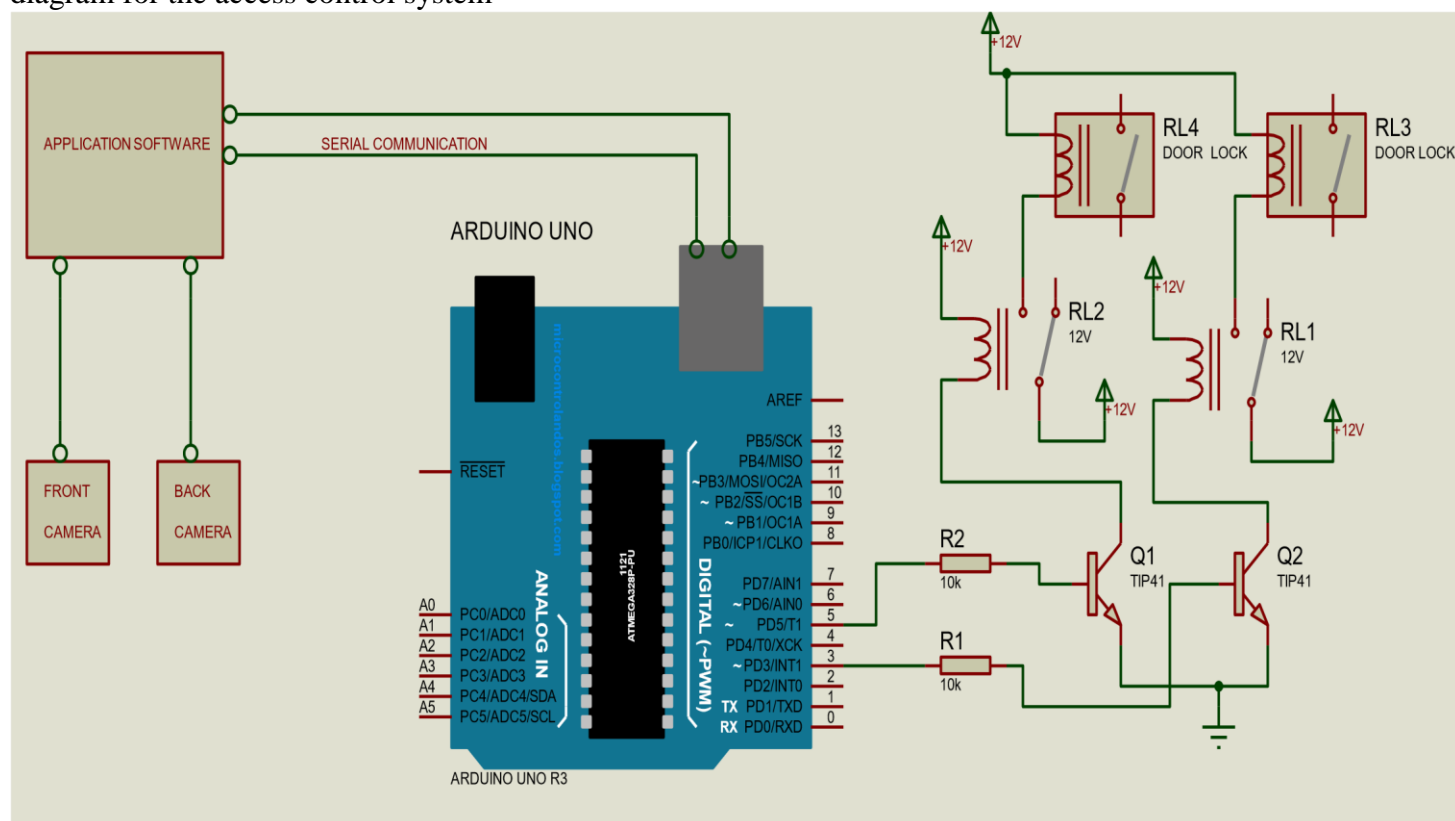 diagram for the access control system
+12V
RL4
DOOR LOCK
RL3
DOOR LOCK
APPLICATION SOFTWARE
SERIAL COMMUNICATION
ARDUINO UNO
+12V
+12V
RL2
12V
RL1
12V
+12V
+12V
microcontrolandos.blogspot.com
FRONT
CAMERA
BACK
CAMERA
RESET
AREF
PB5/SCK 13
PB4/MISO 12
~PB3/MOSI/OC2A 11
~ PB2/SS/OC1B 10
~ PB1/OC1A 9
PB0/ICP1/CLKO 8
PD7/AIN1 7
~PD6/AIN0 6
~ PD5/T1 5
PD4/T0/XCK 4
~PD3/INT1 3
PD2/INT0 2
TX PD1/TXD 1
RX PD0/RXD 0
DIGITAL (~PWM)
1121
ATMEGA328P-PU
ANALOG IN
A0 PC0/ADC0
A1 PC1/ADC1
A2 PC2/ADC2
A3 PC3/ADC3
A4 PC4/ADC4/SDA
A5 PC5/ADC5/SCL
ARDUINO UNO R3
R2
10k
R1
10k
Q1
TIP41
Q2
TIP41